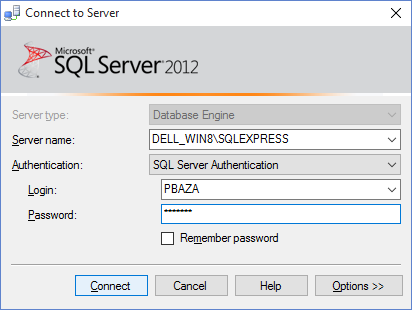 Connect to Server
Microsoft®
SQL Server® 2012
Server type: Database Engine
Server name: DELL_WIN8\SQLEXPRESS
Authentication: SQL Server Authentication
Login: PBAZA
Password: *******
Remember password
Connect Cancel Help Options >>